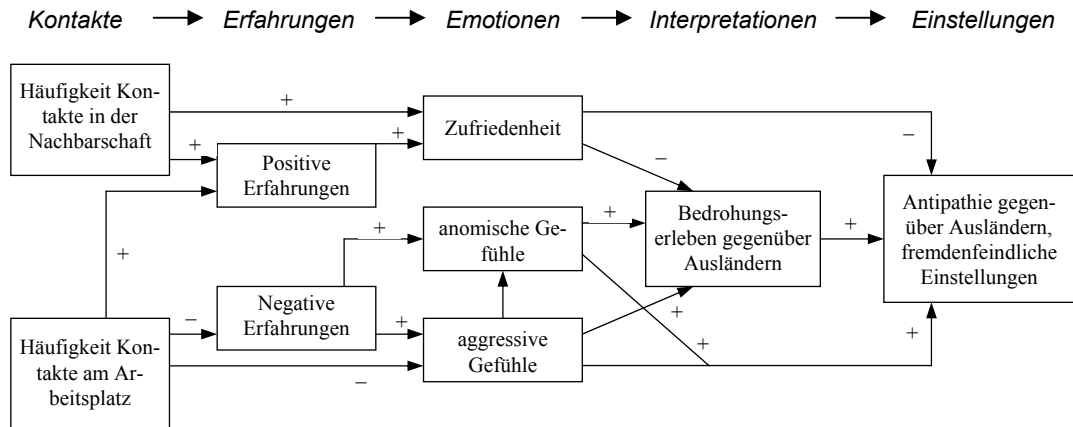 Kontakte → Erfahrungen → Emotionen → Interpretationen → Einstellungen
Häufigkeit Kon-
takte in der
Nachbarschaft
+
+
+
Positive
Erfahrungen
Zufriedenheit
−
−
+
+
anomische Ge-
fühle
+
Bedrohungs-
erleben gegenüber
Ausländern
+
Antipathie gegen-
über Ausländern,
fremdenfeindliche
Einstellungen
Häufigkeit Kon-
takte am Ar-
beitsplatz
−
Negative
Erfahrungen
+
aggressive
Gefühle
−
+
+
+